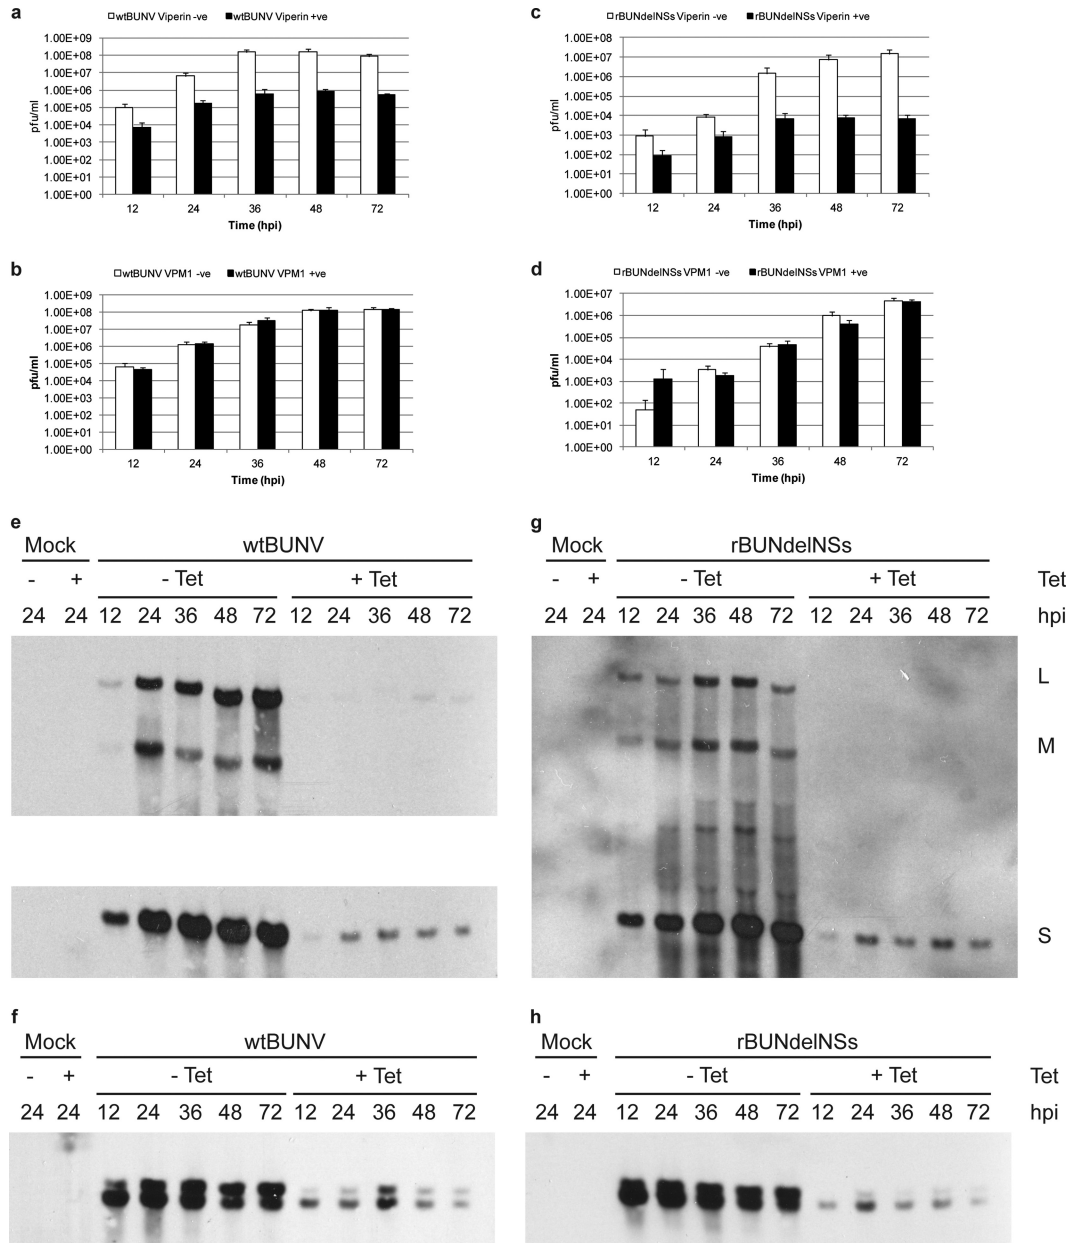 a
wtBUNV Viperin -ve wtBUNV Viperin +ve
1.00E+09
1.00E+08
1.00E+07
1.00E+06
1.00E+05
1.00E+04
1.00E+03
1.00E+02
1.00E+01
1.00E+00
pfu/ml
12 24 36 48 72
Time (hpi)
c
rBUNdelNSs Viperin -ve rBUNdelNSs Viperin +ve
1.00E+08
1.00E+07
1.00E+06
1.00E+05
1.00E+04
1.00E+03
1.00E+02
1.00E+01
1.00E+00
pfu/ml
12 24 36 48 72
Time (hpi)
b
wtBUNV VPM1 -ve wtBUNV VPM1 +ve
1.00E+09
1.00E+08
1.00E+07
1.00E+06
1.00E+05
1.00E+04
1.00E+03
1.00E+02
1.00E+01
1.00E+00
pfu/ml
12 24 36 48 72
Time (hpi)
d
rBUNdelNSs VPM1 -ve rBUNdelNSs VPM1 +ve
1.00E+07
1.00E+06
1.00E+05
1.00E+04
1.00E+03
1.00E+02
1.00E+01
1.00E+00
pfu/ml
12 24 36 48 72
Time (hpi)
e
Mock wtBUNV
- + - Tet + Tet
24 24 12 24 36 48 72 12 24 36 48 72
g
Mock rBUNdelNSs
- + - Tet + Tet Tet
24 24 12 24 36 48 72 12 24 36 48 72 hpi
L
M
S
f
Mock wtBUNV
- + - Tet + Tet
24 24 12 24 36 48 72 12 24 36 48 72
h
Mock rBUNdelNSs
- + - Tet + Tet Tet
24 24 12 24 36 48 72 12 24 36 48 72 hpi